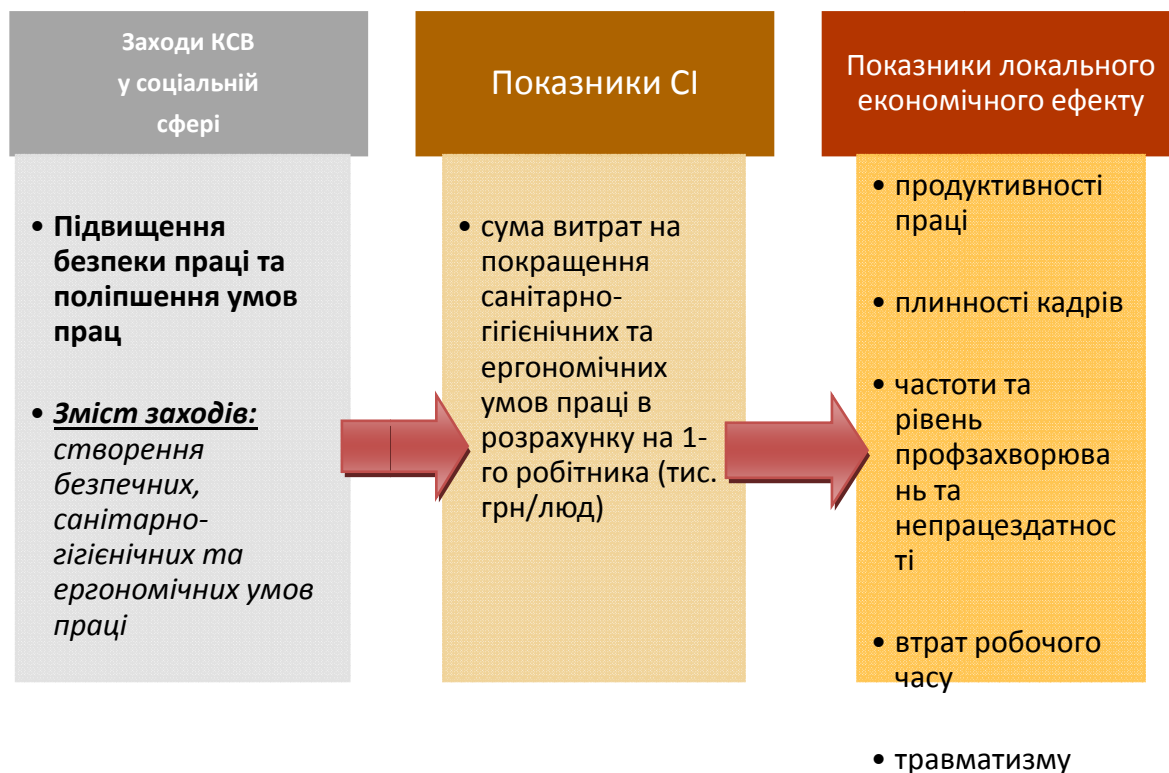 Заходи КСВ
у соціальній
сфері
• Підвищення
безпеки праці та
поліпшення умов
прац
• Зміст заходів:
створення
безпечних,
санітарно-
гігієнічних та
ергономічних умов
праці
Показники СІ
• сума витрат на
покращення
санітарно-
гігієнічних та
ергономічних
умов праці в
розрахунку на 1-
го робітника (тис.
грн/люд)
Показники локального
економічного ефекту
• продуктивності
праці
• плинності кадрів
• частоти та
рівень
профзахворюва
нь та
непрацездатнос
ті
• втрат робочого
часу
• травматизму